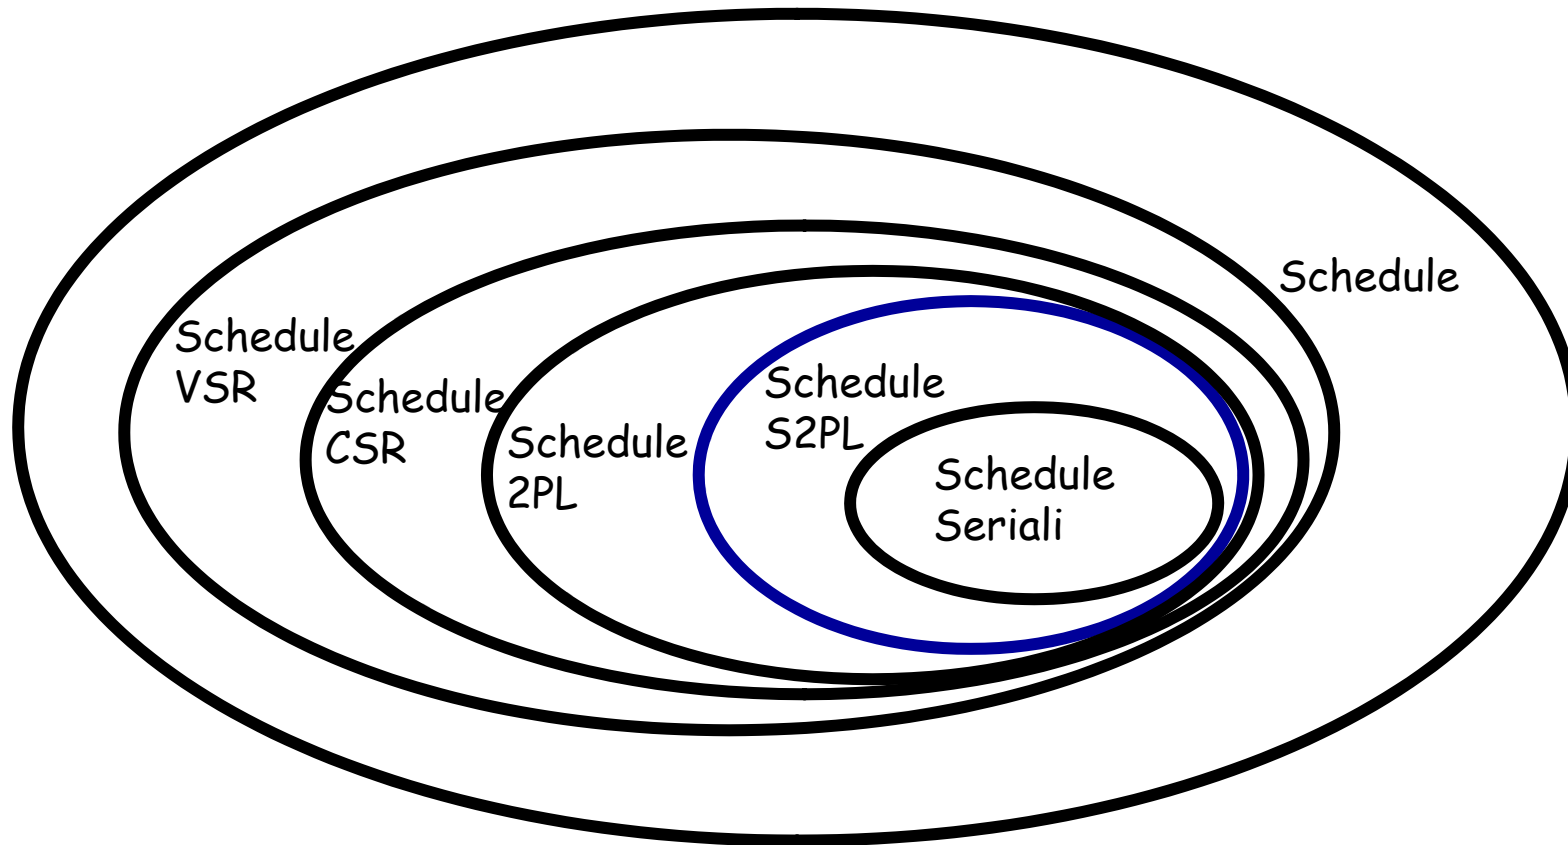 Schedule
Schedule
VSR
Schedule
CSR
Schedule
2PL
Schedule
S2PL
Schedule
Seriali